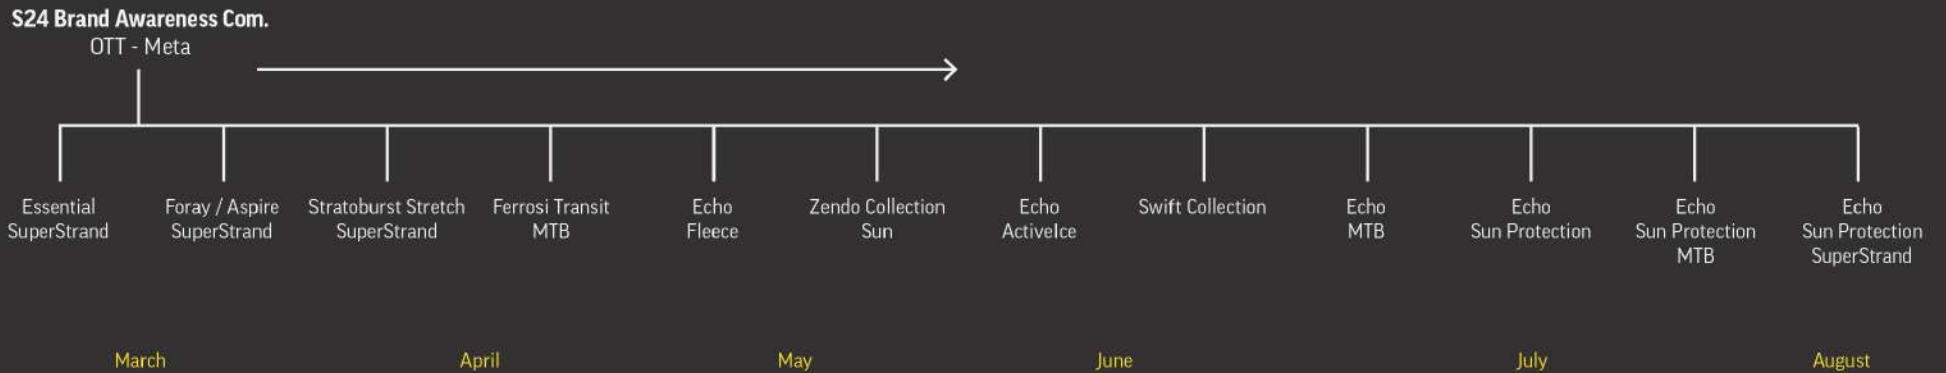 S24 Brand Awareness Com.
OTT - Meta
Essential
SuperStrand
Foray / Aspire
SuperStrand
Stratoburst Stretch
SuperStrand
Ferrosi Transit
MTB
Echo
Fleece
Zendo Collection
Sun
Echo
ActiveIce
Swift Collection
Echo
MTB
Echo
Sun Protection
Echo
Sun Protection
MTB
Echo
Sun Protection
SuperStrand
March
April
May
June
July
August